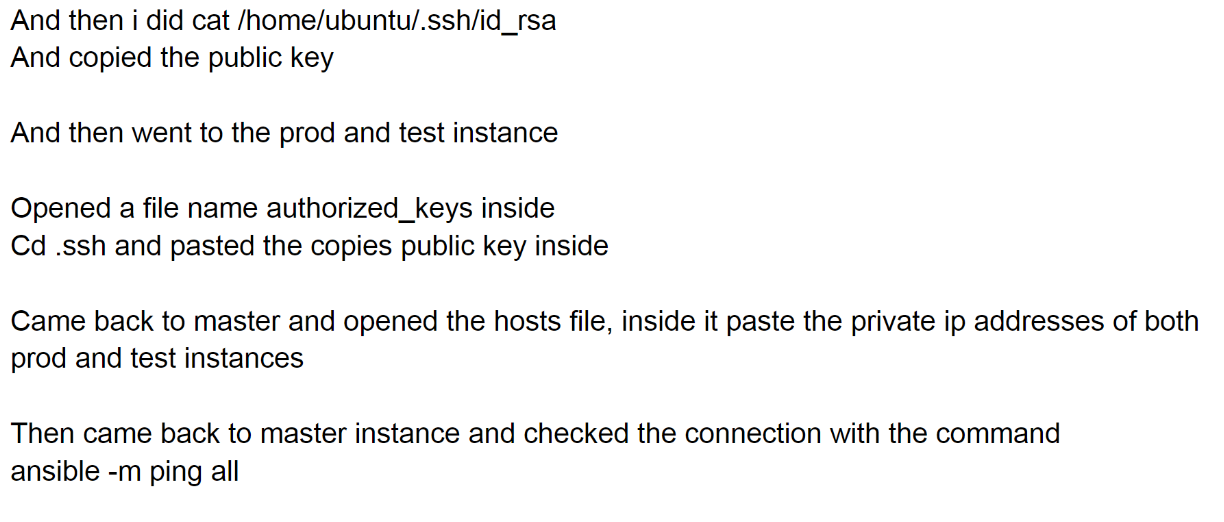 And then i did cat /home/ubuntu/.ssh/id_rsa
And copied the public key
And then went to the prod and test instance
Opened a file name authorized_keys inside
Cd .ssh and pasted the copies public key inside
Came back to master and opened the hosts file, inside it paste the private ip addresses of both
prod and test instances
Then came back to master instance and checked the connection with the command
ansible -m ping all